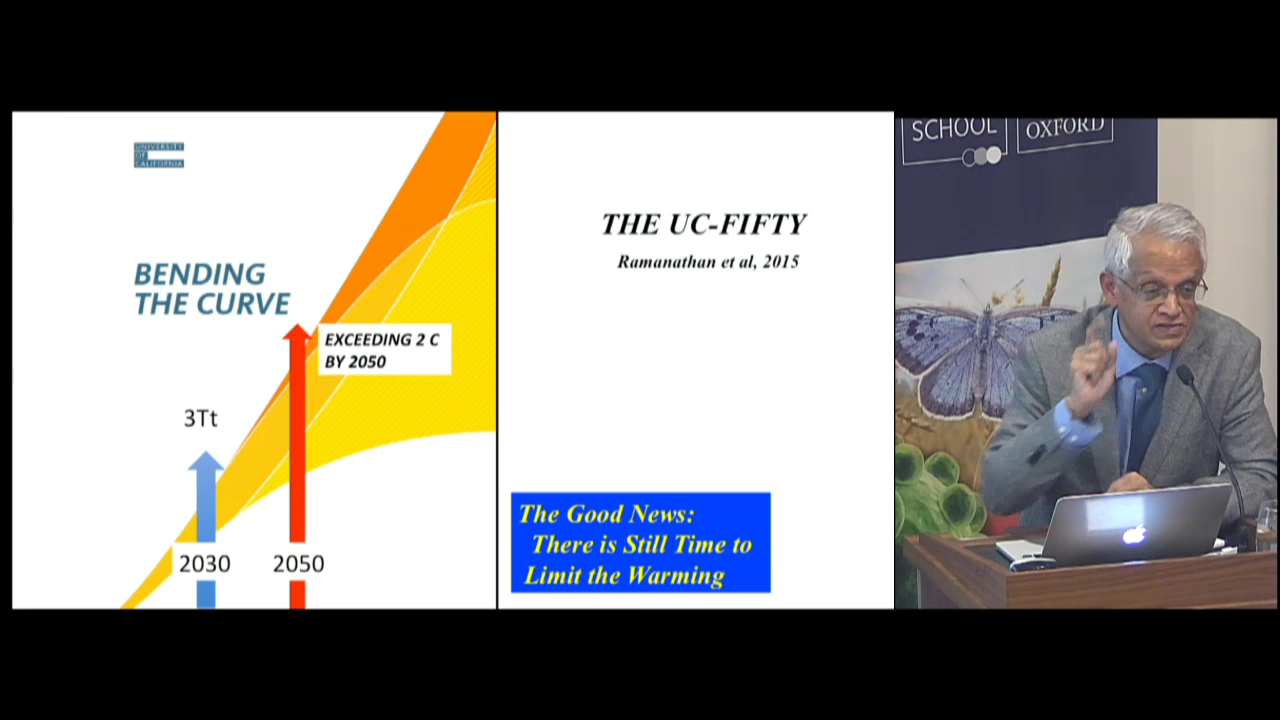 UNIVERSITY
OF
CALIFORNIA
BENDING
THE CURVE
EXCEEDING 2 C
BY 2050
3Tt
2030
2050
THE UC-FIFTY
Ramanathan et al, 2015
The Good News:
There is Still Time to
Limit the Warming
SCHOOL
OXFORD